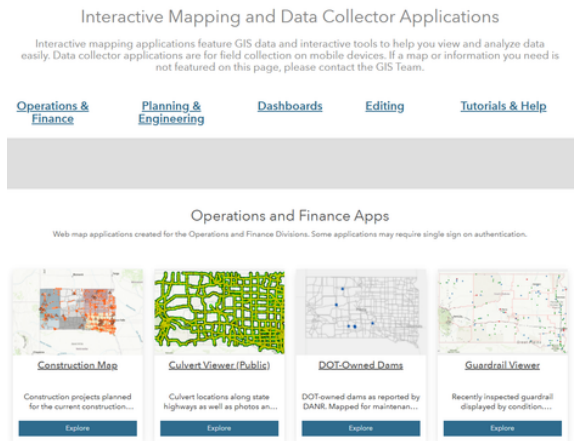 Interactive Mapping and Data Collector Applications
Interactive mapping applications feature GIS data and interactive tools to help you view and analyze data
easily. Data collector applications are for field collection on mobile devices. If a map or information you need is
not featured on this page, please contact the GIS Team.
Operations &
Finance
Planning &
Engineering
Dashboards
Editing
Tutorials & Help
Operations and Finance Apps
Web map applications created for the Operations and Finance Divisions. Some applications may require single sign on authentication.
Construction Map
Construction projects planned
for the current construction...
Explore
Culvert Viewer (Public)
Culvert locations along state
highways as well as photos an...
Explore
DOT-Owned Dams
DOT-owned dams as reported by
DANR. Mapped for maintenan...
Explore
Guardrail Viewer
Recently inspected guardrail
displayed by condition....
Explore